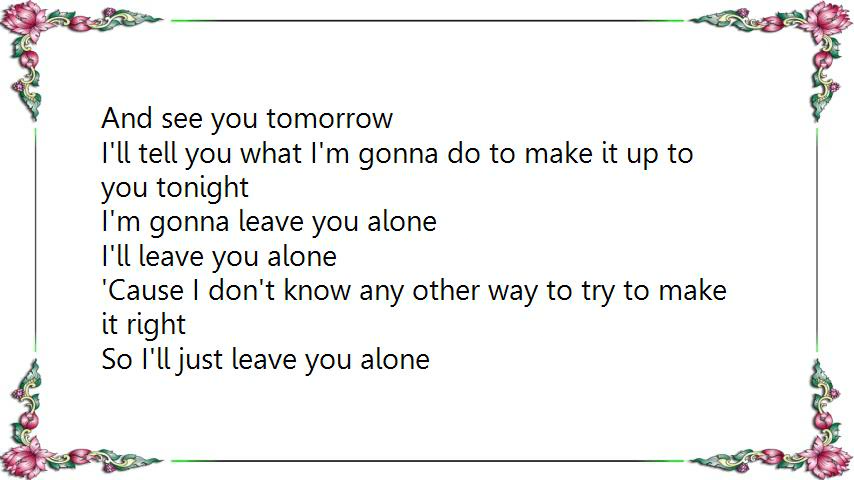 And see you tomorrow
I'll tell you what I'm gonna do to make it up to
you tonight
I'm gonna leave you alone
I'll leave you alone
'Cause I don't know any other way to try to make
it right
So I'll just leave you alone